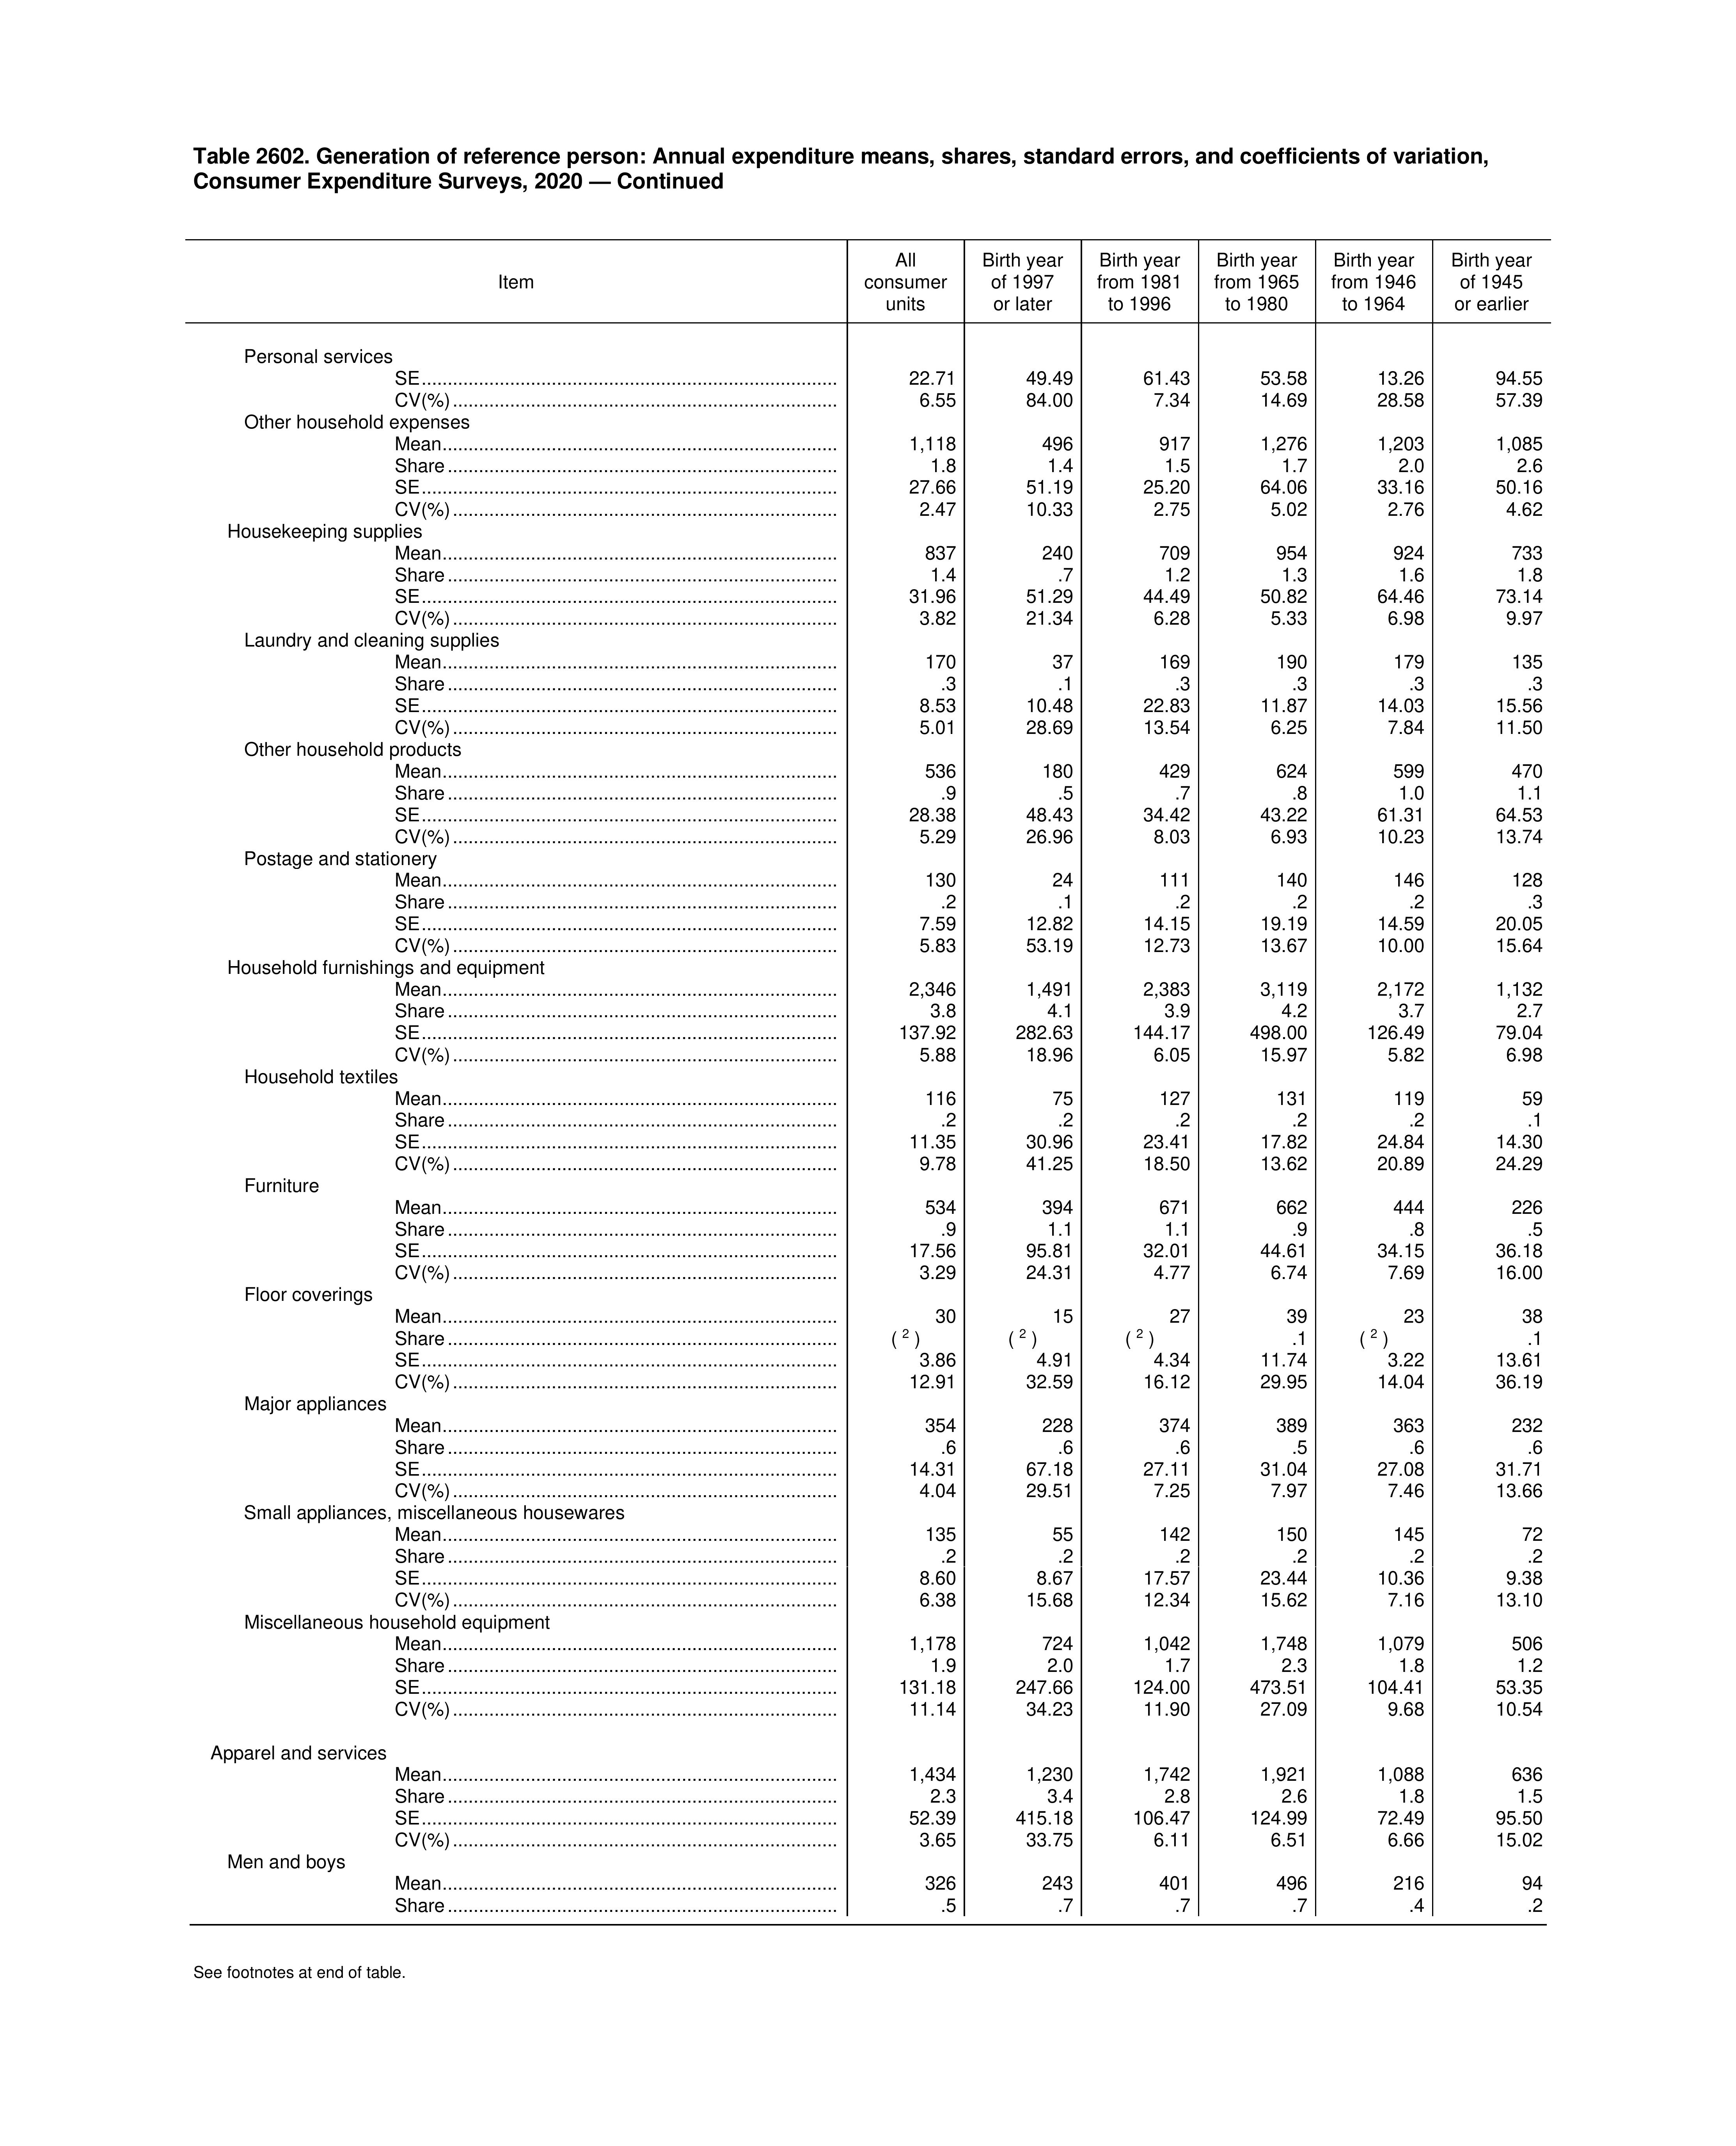 Table 2602. Generation of reference person: Annual expenditure means, shares, standard errors, and coefficients of variation,
Consumer Expenditure Surveys, 2020 — Continued
Item
All
consumer
units
Birth year
of 1997
or later
Birth year
from 1981
to 1996
Birth year
from 1965
to 1980
Birth year
from 1946
to 1964
Birth year
of 1945
or earlier
Personal services
SE 22.71 49.49 61.43 53.58 13.26 94.55
CV(%) 6.55 84.00 7.34 14.69 28.58 57.39
Other household expenses
Mean 1,118 496 917 1,276 1,203 1,085
Share 1.8 1.4 1.5 1.7 2.0 2.6
SE 27.66 51.19 25.20 64.06 33.16 50.16
CV(%) 2.47 10.33 2.75 5.02 2.76 4.62
Housekeeping supplies
Mean 837 240 709 954 924 733
Share 1.4 .7 1.2 1.3 1.6 1.8
SE 31.96 51.29 44.49 50.82 64.46 73.14
CV(%) 3.82 21.34 6.28 5.33 6.98 9.97
Laundry and cleaning supplies
Mean 170 37 169 190 179 135
Share .3 .1 .3 .3 .3 .3
SE 8.53 10.48 22.83 11.87 14.03 15.56
CV(%) 5.01 28.69 13.54 6.25 7.84 11.50
Other household products
Mean 536 180 429 624 599 470
Share .9 .5 .7 .8 1.0 1.1
SE 28.38 48.43 34.42 43.22 61.31 64.53
CV(%) 5.29 26.96 8.03 6.93 10.23 13.74
Postage and stationery
Mean 130 24 111 140 146 128
Share .2 .1 .2 .2 .2 .3
SE 7.59 12.82 14.15 19.19 14.59 20.05
CV(%) 5.83 53.19 12.73 13.67 10.00 15.64
Household furnishings and equipment
Mean 2,346 1,491 2,383 3,119 2,172 1,132
Share 3.8 4.1 3.9 4.2 3.7 2.7
SE 137.92 282.63 144.17 498.00 126.49 79.04
CV(%) 5.88 18.96 6.05 15.97 5.82 6.98
Household textiles
Mean 116 75 127 131 119 59
Share .2 .2 .2 .2 .2 .1
SE 11.35 30.96 23.41 17.82 24.84 14.30
CV(%) 9.78 41.25 18.50 13.62 20.89 24.29
Furniture
Mean 534 394 671 662 444 226
Share .9 1.1 1.1 .9 .8 .5
SE 17.56 95.81 32.01 44.61 34.15 36.18
CV(%) 3.29 24.31 4.77 6.74 7.69 16.00
Floor coverings
Mean 30 15 27 39 23 38
Share ( 2 ) ( 2 ) ( 2 ) .1 ( 2 ) .1
SE 3.86 4.91 4.34 11.74 3.22 13.61
CV(%) 12.91 32.59 16.12 29.95 14.04 36.19
Major appliances
Mean 354 228 374 389 363 232
Share .6 .6 .6 .5 .6 .6
SE 14.31 67.18 27.11 31.04 27.08 31.71
CV(%) 4.04 29.51 7.25 7.97 7.46 13.66
Small appliances, miscellaneous housewares
Mean 135 55 142 150 145 72
Share .2 .2 .2 .2 .2 .2
SE 8.60 8.67 17.57 23.44 10.36 9.38
CV(%) 6.38 15.68 12.34 15.62 7.16 13.10
Miscellaneous household equipment
Mean 1,178 724 1,042 1,748 1,079 506
Share 1.9 2.0 1.7 2.3 1.8 1.2
SE 131.18 247.66 124.00 473.51 104.41 53.35
CV(%) 11.14 34.23 11.90 27.09 9.68 10.54
Apparel and services
Mean 1,434 1,230 1,742 1,921 1,088 636
Share 2.3 3.4 2.8 2.6 1.8 1.5
SE 52.39 415.18 106.47 124.99 72.49 95.50
CV(%) 3.65 33.75 6.11 6.51 6.66 15.02
Men and boys
Mean 326 243 401 496 216 94
Share .5 .7 .7 .7 .4 .2
See footnotes at end of table.